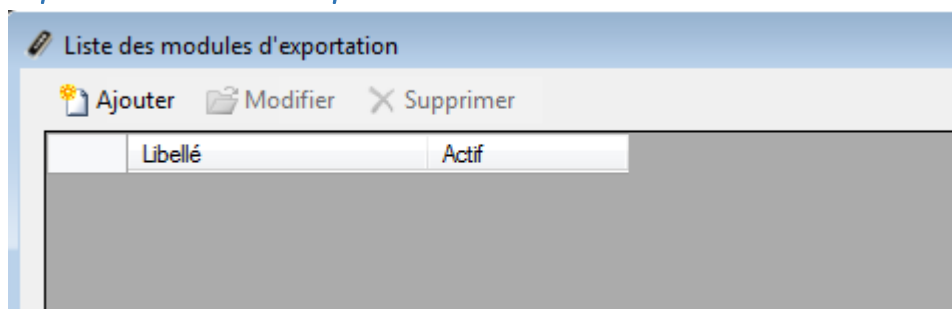 Liste des modules d'exportation
Ajouter Modifier Supprimer
Libellé Actif